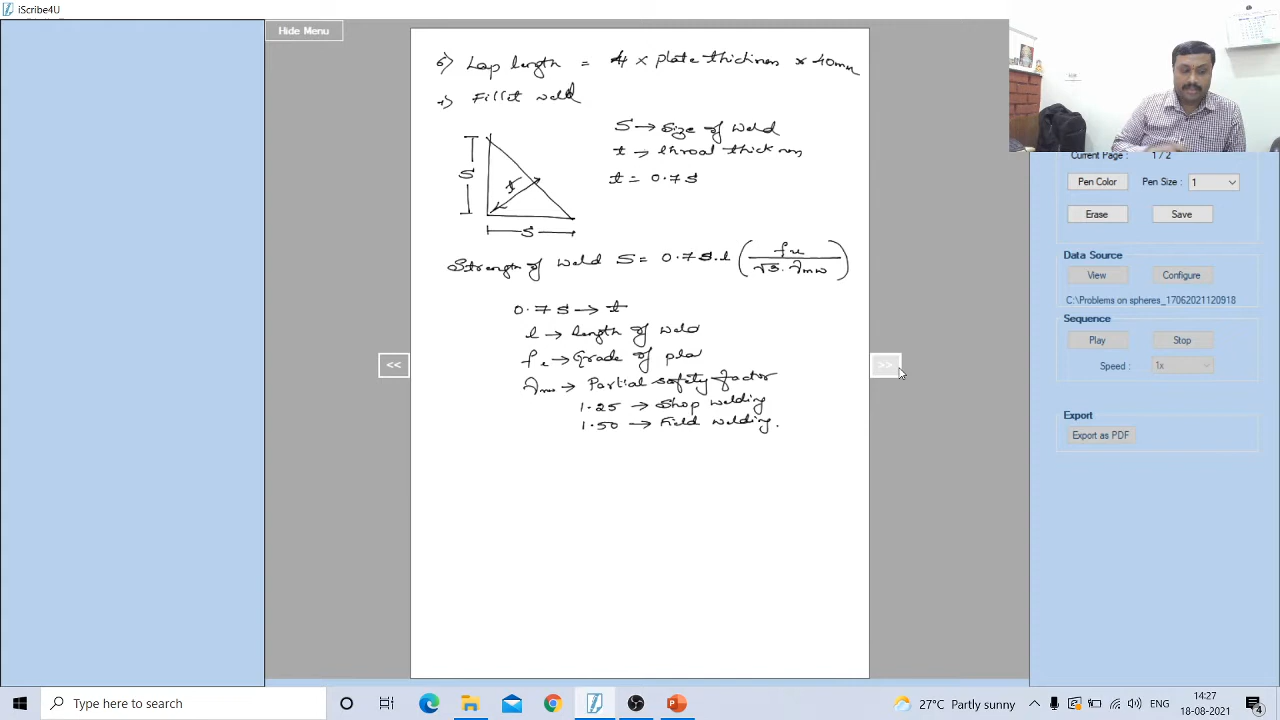 iScribe4U
Hide Menu
6) Lap length = 4 × plate thickness × 40mm
7) Fillet weld
S → Size of weld
t → throat thickness
t = 0.7 S
S
t
S
Strength of weld S = 0.7 S.l (fu / √3. γmw)
0.7 S → t
l → length of weld
→ Grade of pla
→ Partial safety factor
1.25 → Shop welding
1.50 → Field welding.
<<
>>
Current Page : 1 / 2
Pen Color Pen Size : 1
Erase Save
Data Source
View Configure
C:\Problems on spheres_17062021120918
Sequence
Play Stop
Speed : 1x
Export
Export as PDF
Type here to search
27°C Partly sunny
ENG
14:27
18-08-2021
4